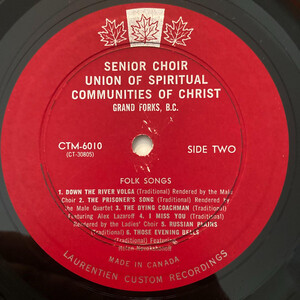 SENIOR CHOIR
UNION OF SPIRITUAL
COMMUNITIES OF CHRIST
GRAND FORKS, B.C.
CTM-6010
(CT-30805)
SIDE TWO
FOLK SONGS
1. DOWN THE RIVER VOLGA (Traditional) Rendered by the Male
Choir 2. THE PRISONER'S SONG (Traditional) Rendered by
the Male Quartet 3. THE DYING COACHMAN (Traditional)
Featuring Alex Lazaroff 4. I MISS YOU (Traditional)
Rendered by the Ladies' Choir 5. RUSSIAN PLAINS
(Traditional) 6. THOSE EVENING BELLS
(Traditional) Featuring
MADE IN CANADA
LAURENTIEN CUSTOM RECORDINGS